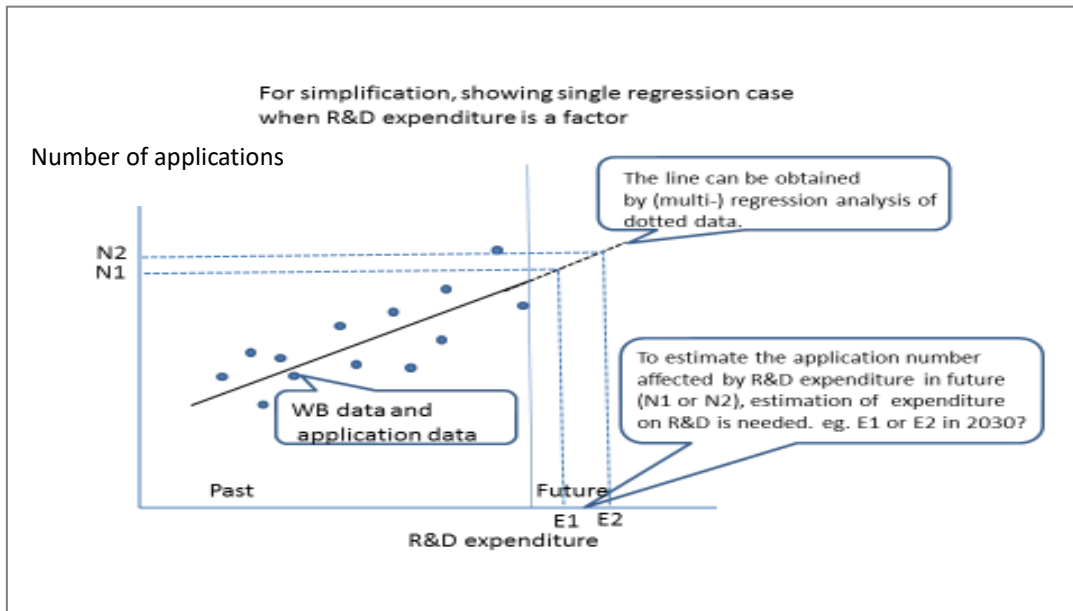 For simplification, showing single regression case
when R&D expenditure is a factor
Number of applications
The line can be obtained
by (multi-) regression analysis of
dotted data.
N2
N1
To estimate the application number
affected by R&D expenditure in future
(N1 or N2), estimation of expenditure
on R&D is needed. eg. E1 or E2 in 2030?
WB data and
application data
Past
Future
E1
E2
R&D expenditure